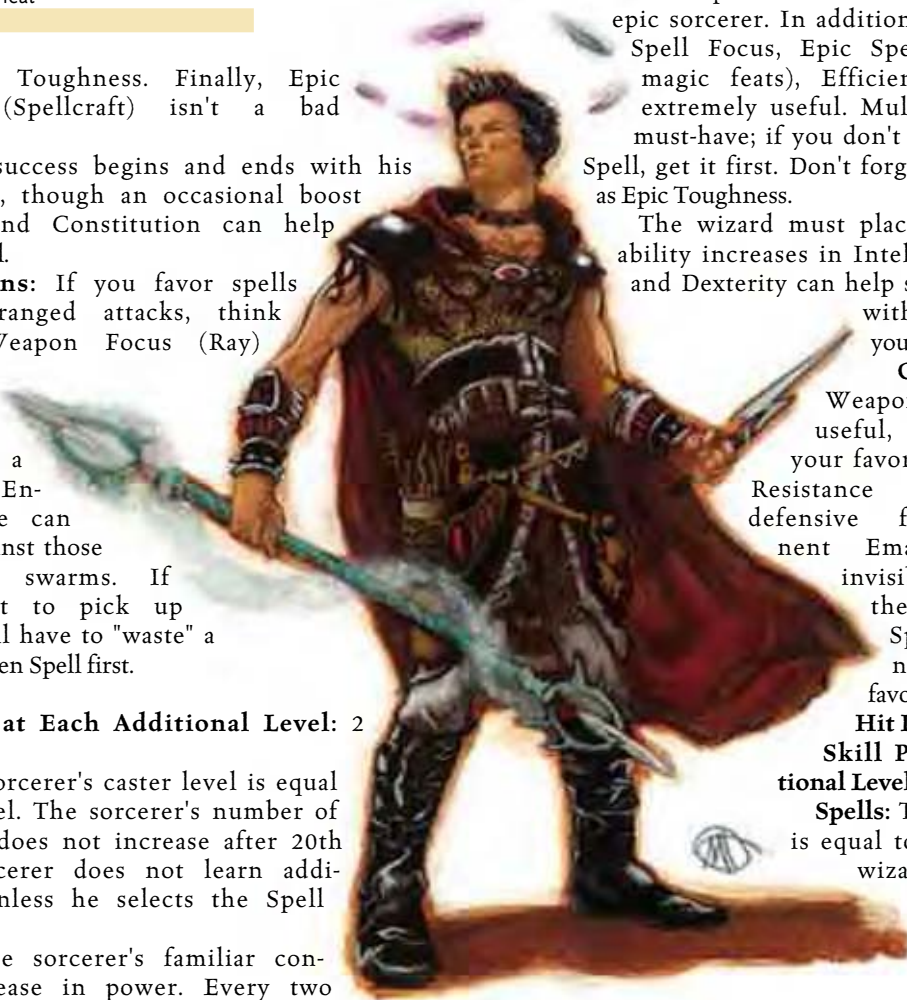 Toughness. Finally, Epic
(Spellcraft) isn't a bad
success begins and ends with his
, though an occasional boost
nd Constitution can help
l.
ns: If you favor spells
ranged attacks, think
Weapon Focus (Ray)
a
En-
e can
nst those
swarms. If
t to pick up
ll have to "waste" a
en Spell first.
at Each Additional Level: 2
orcerer's caster level is equal
el. The sorcerer's number of
does not increase after 20th
cerer does not learn addi-
nless he selects the Spell
e sorcerer's familiar con-
ease in power. Every two
epic sorcerer. In addition
Spell Focus, Epic Spe
magic feats), Efficien
extremely useful. Mul
must-have; if you don't
Spell, get it first. Don't forg
as Epic Toughness.
The wizard must plac
ability increases in Intel
and Dexterity can help s
with
you
Weapon
useful,
your favor
Resistance
defensive f
nent Ema
invisib
the
Sp
n
favo
Hit D
Skill P
tional Level
Spells: T
is equal to
wiza